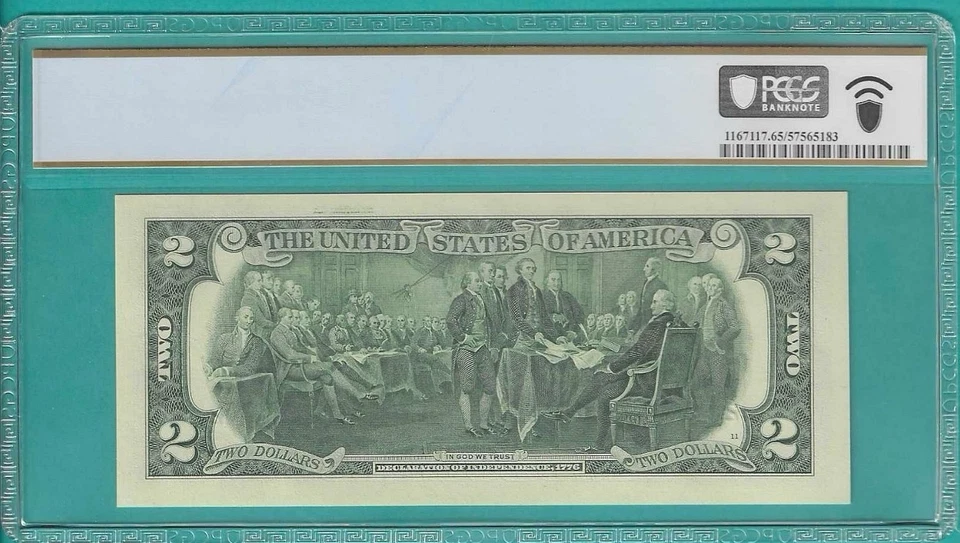 PCGS
BANKNOTE
1167117.65/57565183
2 THE UNITED STATES OF AMERICA 2
TWO TWO
11
2 TWO DOLLARS IN GOD WE TRUST TWO DOLLARS 2
DECLARATION OF INDEPENDENCE, 1776